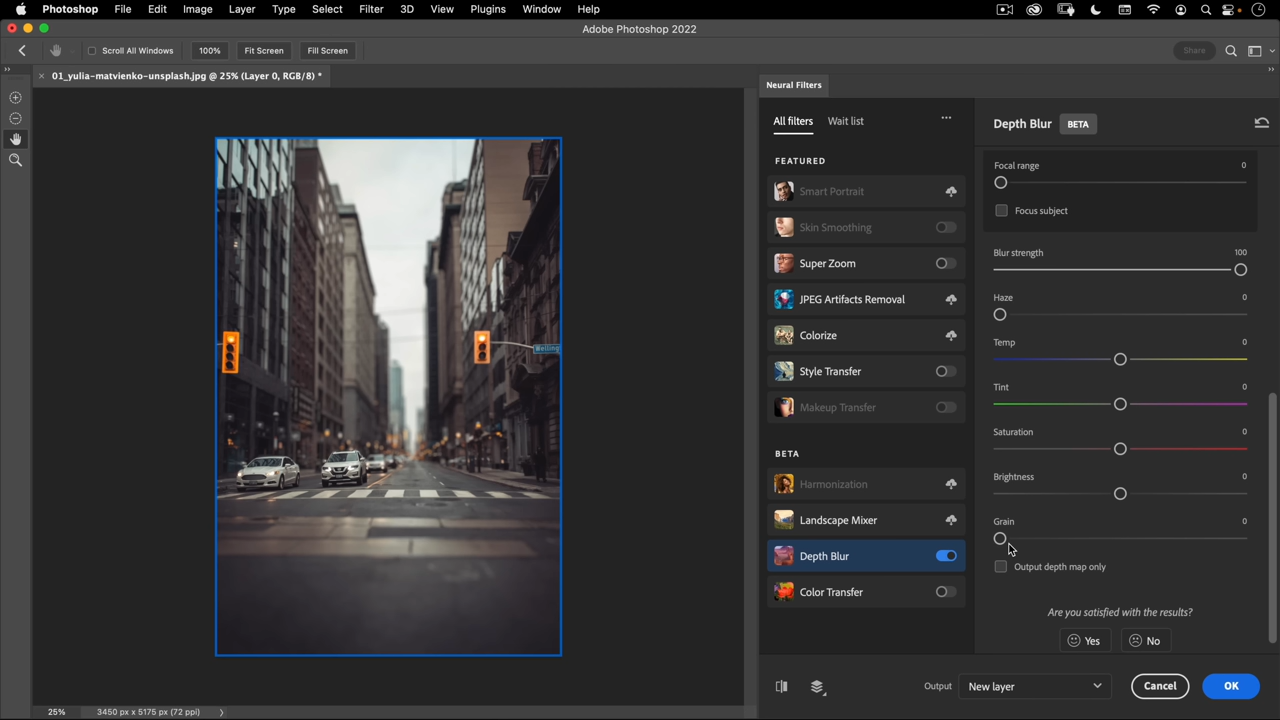 Photoshop File Edit Image Layer Type Select Filter 3D View Plugins Window Help
Adobe Photoshop 2022
Scroll All Windows 100% Fit Screen Fill Screen Share
01_yulia-matvienko-unsplash.jpg @ 25% (Layer 0, RGB/8) *
Neural Filters
All filters Wait list
FEATURED
Smart Portrait
Skin Smoothing
Super Zoom
JPEG Artifacts Removal
Colorize
Style Transfer
Makeup Transfer
BETA
Harmonization
Landscape Mixer
Depth Blur
Color Transfer
Depth Blur BETA
Focal range 0
Focus subject
Blur strength 100
Haze 0
Temp 0
Tint 0
Saturation 0
Brightness 0
Grain 0
Output depth map only
Are you satisfied with the results?
Yes No
Output New layer Cancel OK
Welling
25% 3450 px x 5175 px (72 ppi)